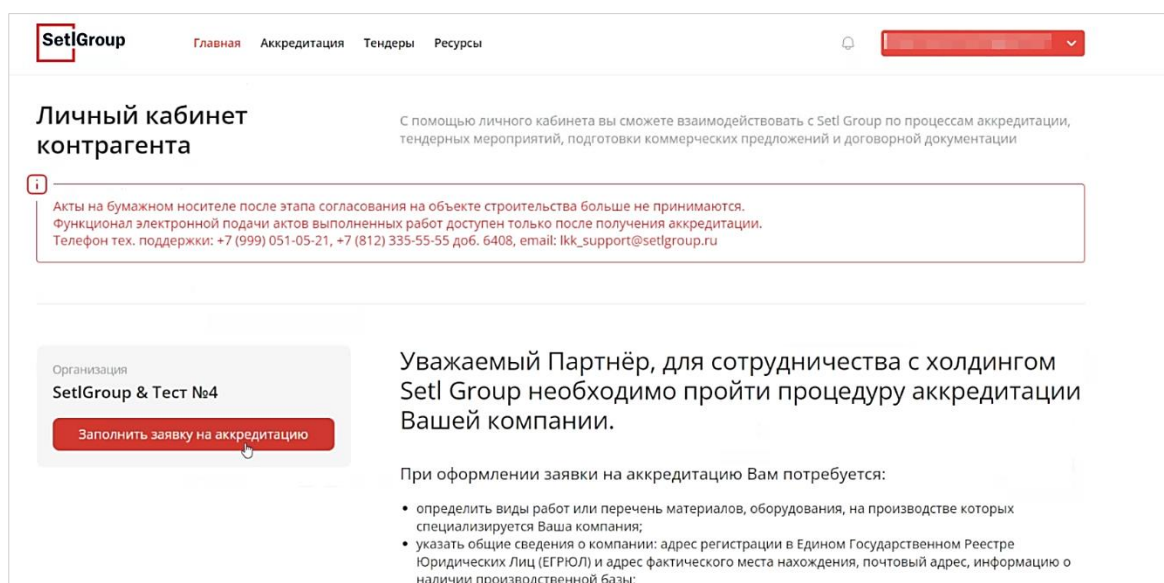 SetlGroup
Главная Аккредитация Тендеры Ресурсы
Личный кабинет
контрагента
С помощью личного кабинета вы сможете взаимодействовать с Setl Group по процессам аккредитации,
тендерных мероприятий, подготовки коммерческих предложений и договорной документации
i
Акты на бумажном носителе после этапа согласования на объекте строительства больше не принимаются.
Функционал электронной подачи актов выполненных работ доступен только после получения аккредитации.
Телефон тех. поддержки: +7 (999) 051-05-21, +7 (812) 335-55-55 доб. 6408, email: lkk_support@setlgroup.ru
Организация
SetlGroup & Тест №4
Заполнить заявку на аккредитацию
Уважаемый Партнёр, для сотрудничества с холдингом
Setl Group необходимо пройти процедуру аккредитации
Вашей компании.
При оформлении заявки на аккредитацию Вам потребуется:
• определить виды работ или перечень материалов, оборудования, на производстве которых
специализируется Ваша компания;
• указать общие сведения о компании: адрес регистрации в Едином Государственном Реестре
Юридических Лиц (ЕГРЮЛ) и адрес фактического места нахождения, почтовый адрес, информацию о
наличии производственной базы;